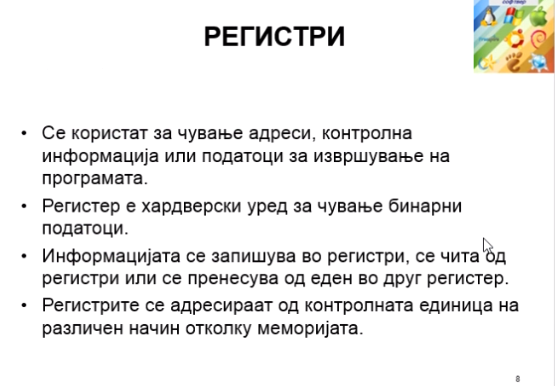 РЕГИСТРИ
• Се користат за чување адреси, контролна
информација или податоци за извршување на
програмата.
• Регистер е хардверски уред за чување бинарни
податоци.
• Информацијата се запишува во регистри, се чита од
регистри или се пренесува од еден во друг регистер.
• Регистрите се адресираат од контролната единица на
различен начин отколку меморијата.
8